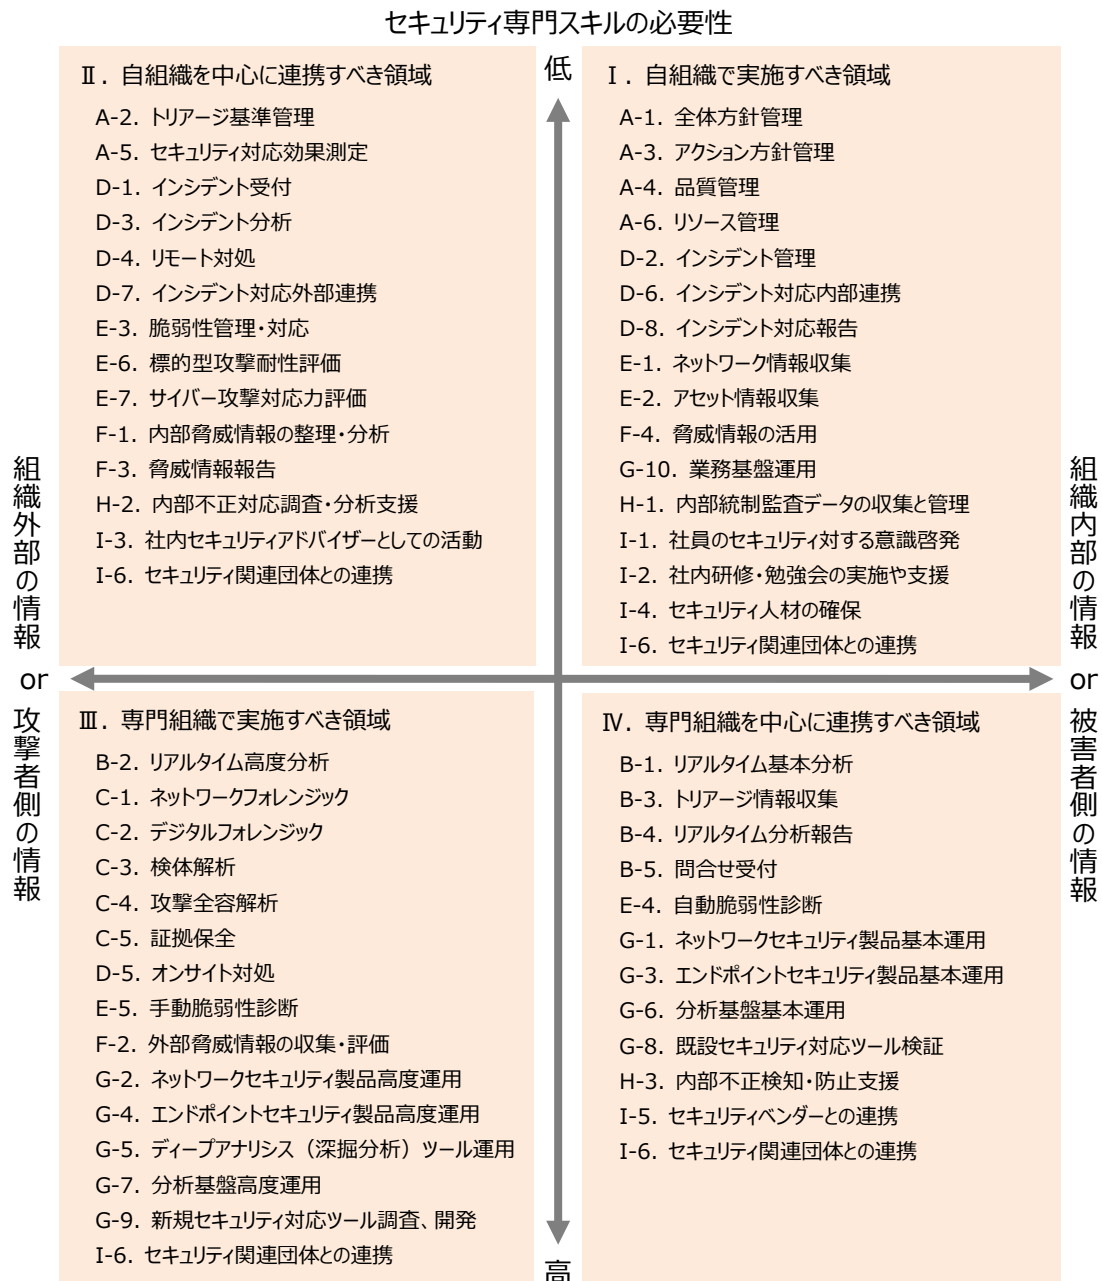 セキュリティ専門スキルの必要性
低
Ⅱ. 自組織を中心に連携すべき領域
A-2. トリアージ基準管理
A-5. セキュリティ対応効果測定
D-1. インシデント受付
D-3. インシデント分析
D-4. リモート対処
D-7. インシデント対応外部連携
E-3. 脆弱性管理・対応
E-6. 標的型攻撃耐性評価
E-7. サイバー攻撃対応力評価
F-1. 内部脅威情報の整理・分析
F-3. 脅威情報報告
H-2. 内部不正対応調査・分析支援
I-3. 社内セキュリティアドバイザーとしての活動
I-6. セキュリティ関連団体との連携
Ⅰ. 自組織で実施すべき領域
A-1. 全体方針管理
A-3. アクション方針管理
A-4. 品質管理
A-6. リソース管理
D-2. インシデント管理
D-6. インシデント対応内部連携
D-8. インシデント対応報告
E-1. ネットワーク情報収集
E-2. アセット情報収集
F-4. 脅威情報の活用
G-10. 業務基盤運用
H-1. 内部統制監査データの収集と管理
I-1. 社員のセキュリティ対する意識啓発
I-2. 社内研修・勉強会の実施や支援
I-4. セキュリティ人材の確保
I-6. セキュリティ関連団体との連携
組織外部の情報
or
攻撃者側の情報
組織内部の情報
or
被害者側の情報
Ⅲ. 専門組織で実施すべき領域
B-2. リアルタイム高度分析
C-1. ネットワークフォレンジック
C-2. デジタルフォレンジック
C-3. 検体解析
C-4. 攻撃全容解析
C-5. 証拠保全
D-5. オンサイト対処
E-5. 手動脆弱性診断
F-2. 外部脅威情報の収集・評価
G-2. ネットワークセキュリティ製品高度運用
G-4. エンドポイントセキュリティ製品高度運用
G-5. ディープアナリシス（深掘分析）ツール運用
G-7. 分析基盤高度運用
G-9. 新規セキュリティ対応ツール調査、開発
I-6. セキュリティ関連団体との連携
Ⅳ. 専門組織を中心に連携すべき領域
B-1. リアルタイム基本分析
B-3. トリアージ情報収集
B-4. リアルタイム分析報告
B-5. 問合せ受付
E-4. 自動脆弱性診断
G-1. ネットワークセキュリティ製品基本運用
G-3. エンドポイントセキュリティ製品基本運用
G-6. 分析基盤基本運用
G-8. 既設セキュリティ対応ツール検証
H-3. 内部不正検知・防止支援
I-5. セキュリティベンダーとの連携
I-6. セキュリティ関連団体との連携
高